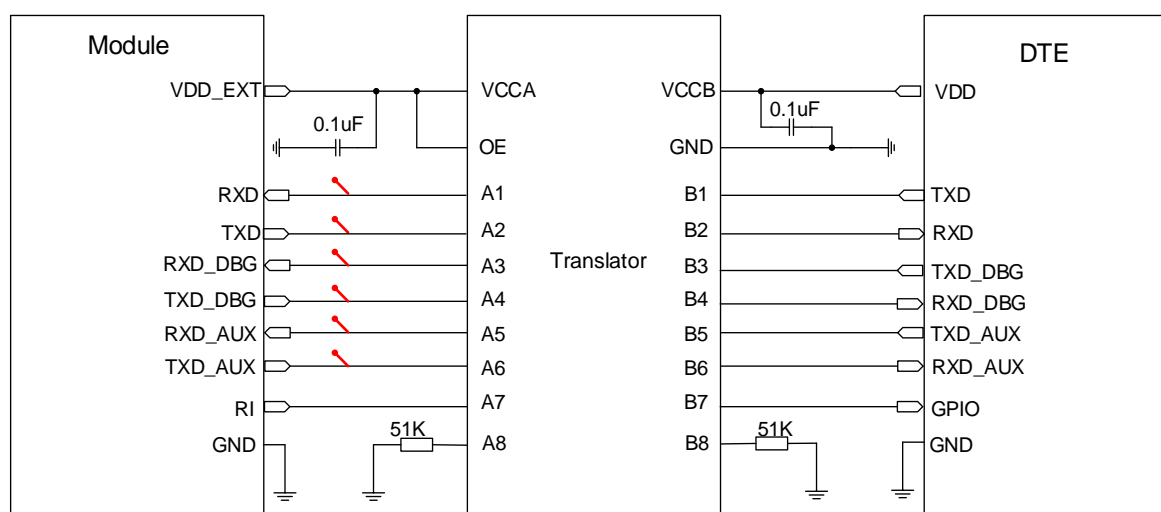 Module
DTE
VDD_EXT
VCCA
VCCB
VDD
0.1uF
0.1uF
OE
GND
RXD
A1
B1
TXD
TXD
A2
B2
RXD
RXD_DBG
A3
Translator
B3
TXD_DBG
TXD_DBG
A4
B4
RXD_DBG
RXD_AUX
A5
B5
TXD_AUX
TXD_AUX
A6
B6
RXD_AUX
RI
A7
B7
GPIO
51K
51K
GND
A8
B8
GND